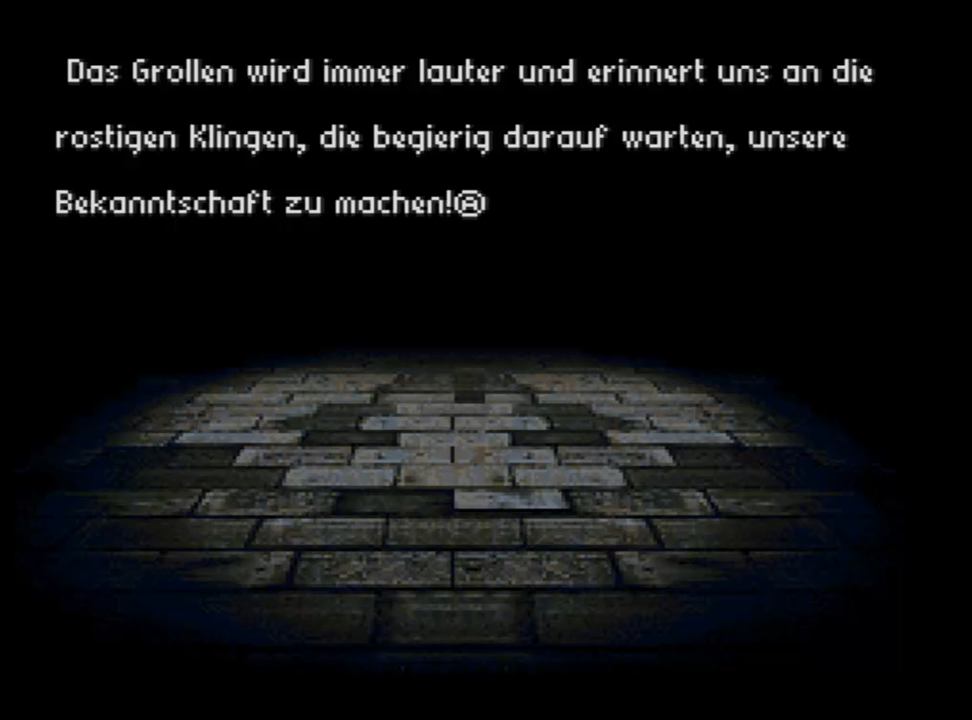 Das Grollen wird immer lauter und erinnert uns an die
rostigen Klingen, die begierig darauf warten, unsere
Bekanntschaft zu machen!®